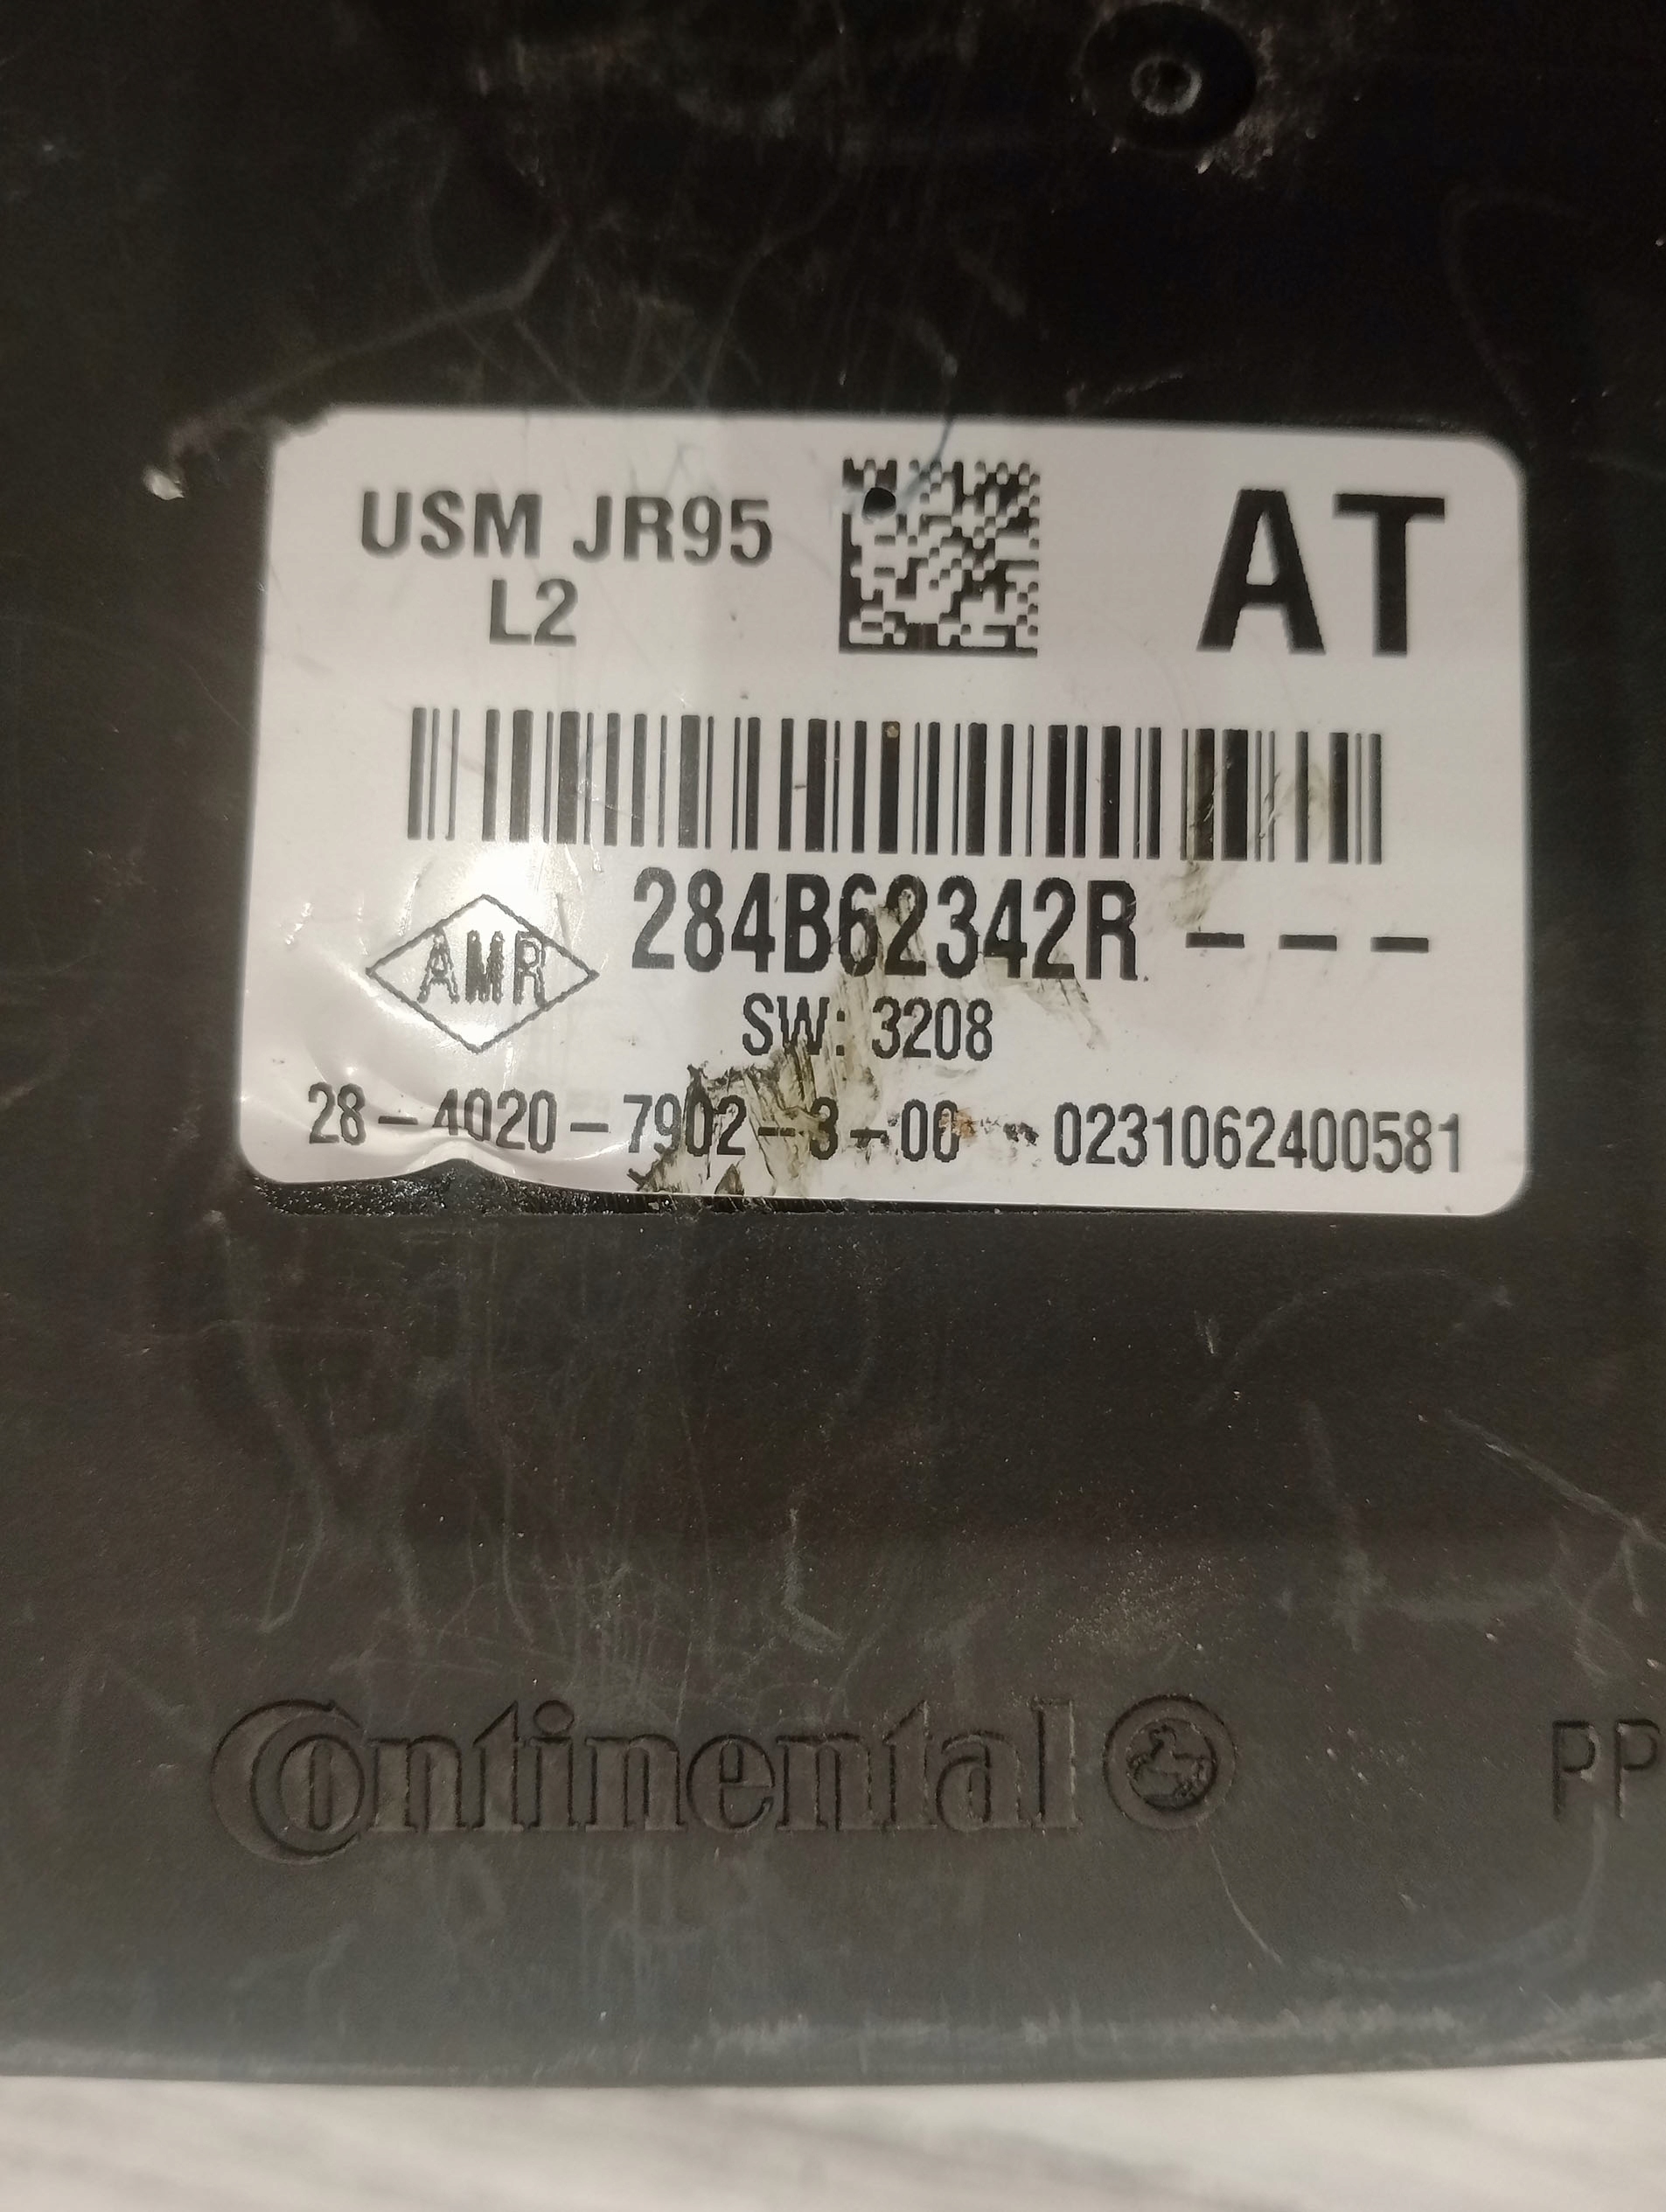 USM JR95
L2
AT
AMR
284B62342R - - -
SW: 3208
28-4020-7902-3-00 0231062400581
Continental
PP